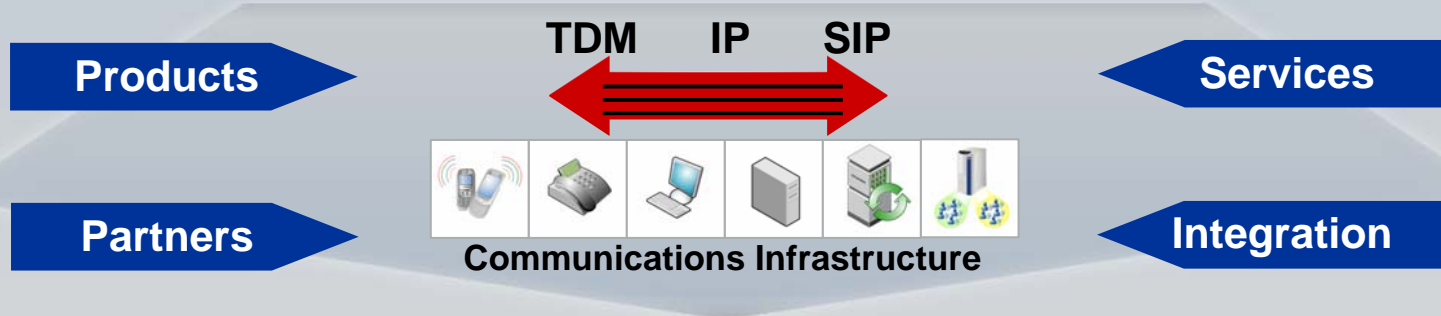 TDM IP SIP
Products
Services
Partners
Integration
Communications Infrastructure